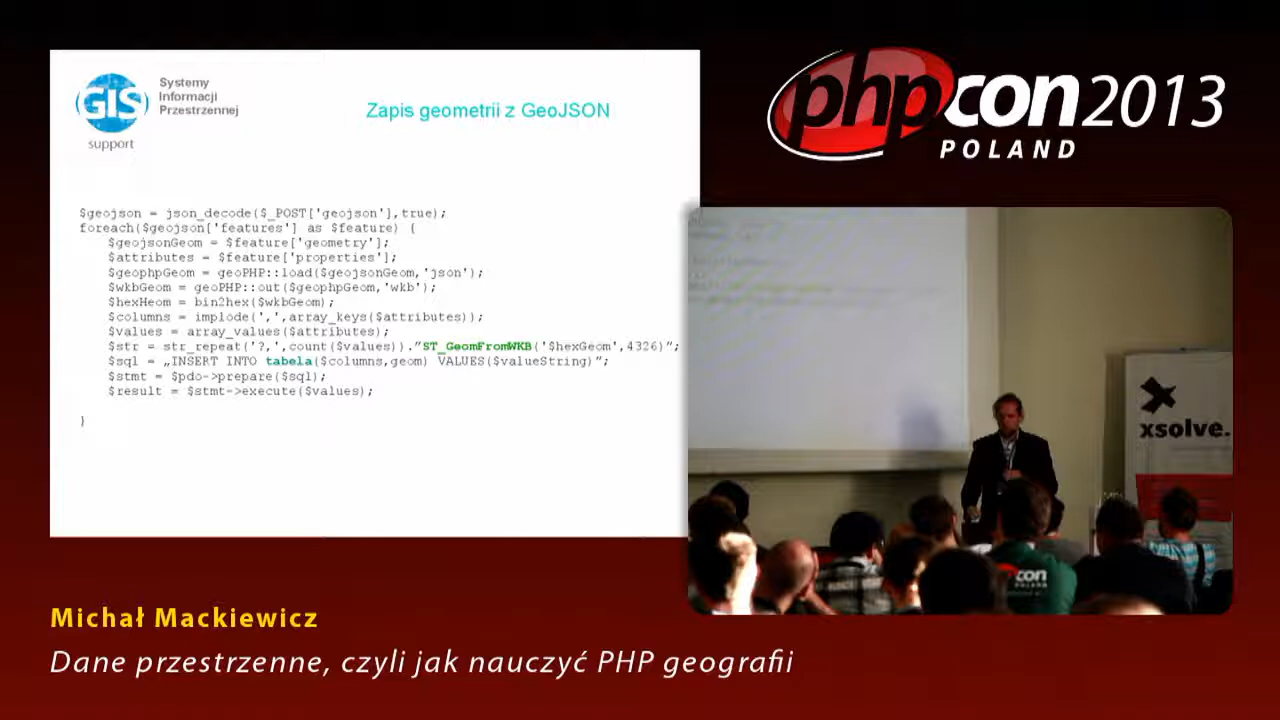 GIS
Systemy
Informacji
Przestrzennej
support
Zapis geometrii z GeoJSON
$geojson = json_decode($_POST['geojson'],true);
foreach($geojson['features'] as $feature) {
$geojsonGeom = $feature['geometry'];
$attributes = $feature['properties'];
$geophpGeom = geoPHP::load($geojsonGeom,'json');
$wkbGeom = geoPHP::out($geophpGeom,'wkb');
$hexHeom = bin2hex($wkbGeom);
$columns = implode(',',array_keys($attributes));
$values = array_values($attributes);
$str = str_repeat('?,',count($values)).”ST_GeomFromWKB('$hexGeom',4326)”;
$sql = „INSERT INTO tabela($columns,geom) VALUES($valueString)”;
$stmt = $pdo->prepare($sql);
$result = $stmt->execute($values);
}
phpcon2013
POLAND
xsolve.
con
POLAND
Michał Mackiewicz
Dane przestrzenne, czyli jak nauczyć PHP geografii